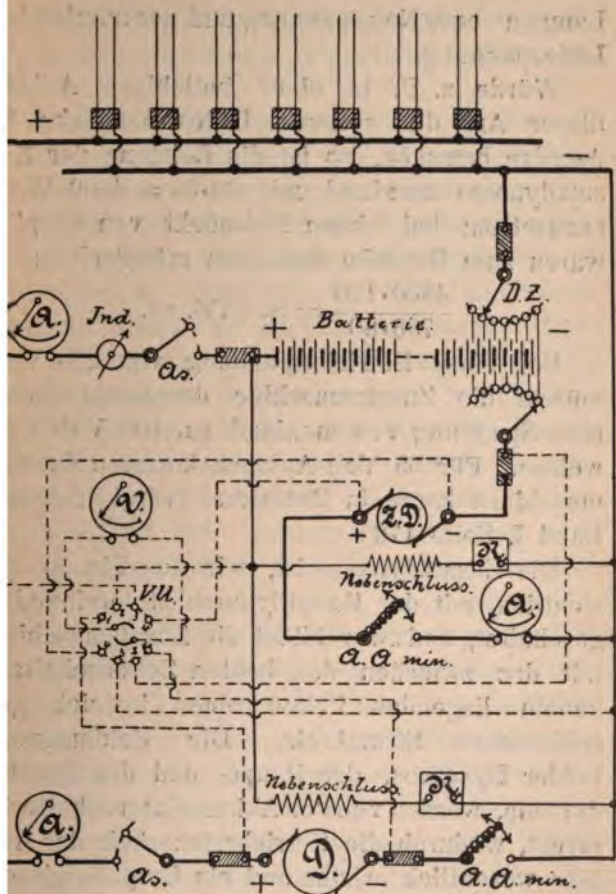 +
D.Z.
A.
Ind.
As.
+ Batterie. −
V.
Z.D.
+
R
Nebenschluss.
V.U.
A.
A.A min.
Nebenschluss.
R
A.
D.
As.
+
−
A.A min.